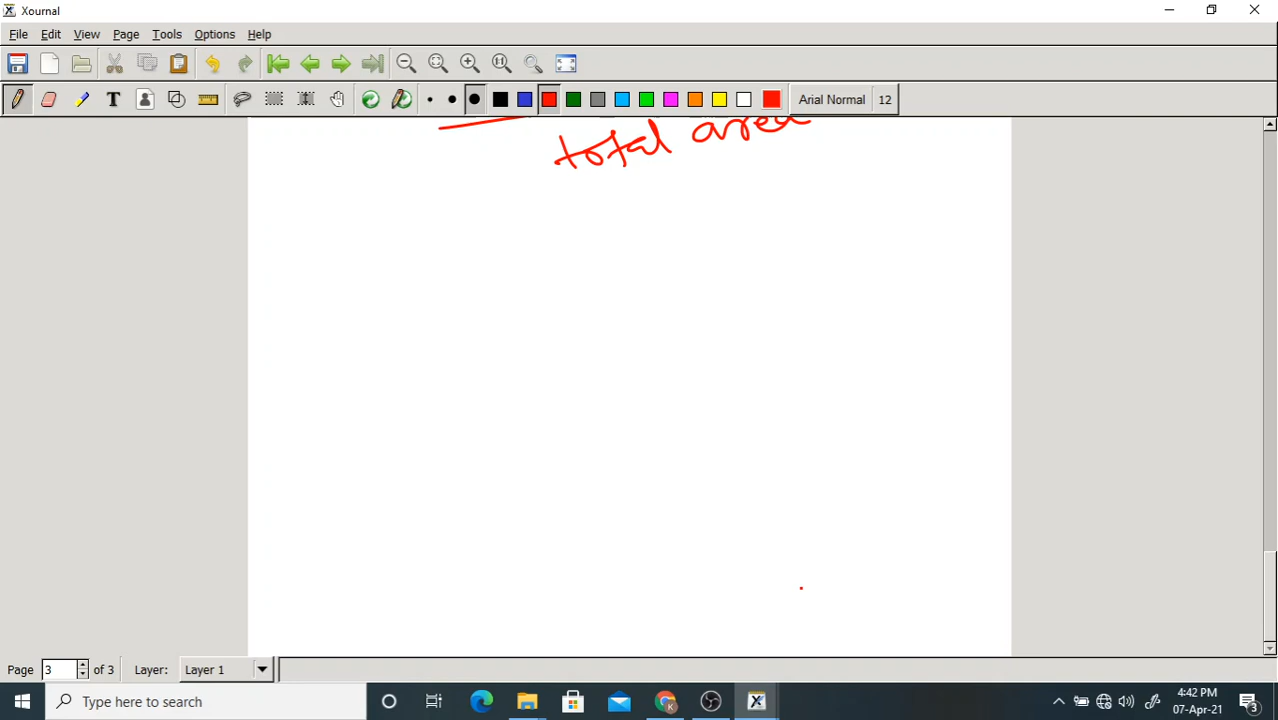 Xournal
File Edit View Page Tools Options Help
Arial Normal 12
total area
Page 3 of 3 Layer: Layer 1
Type here to search
4:42 PM
07-Apr-21
3